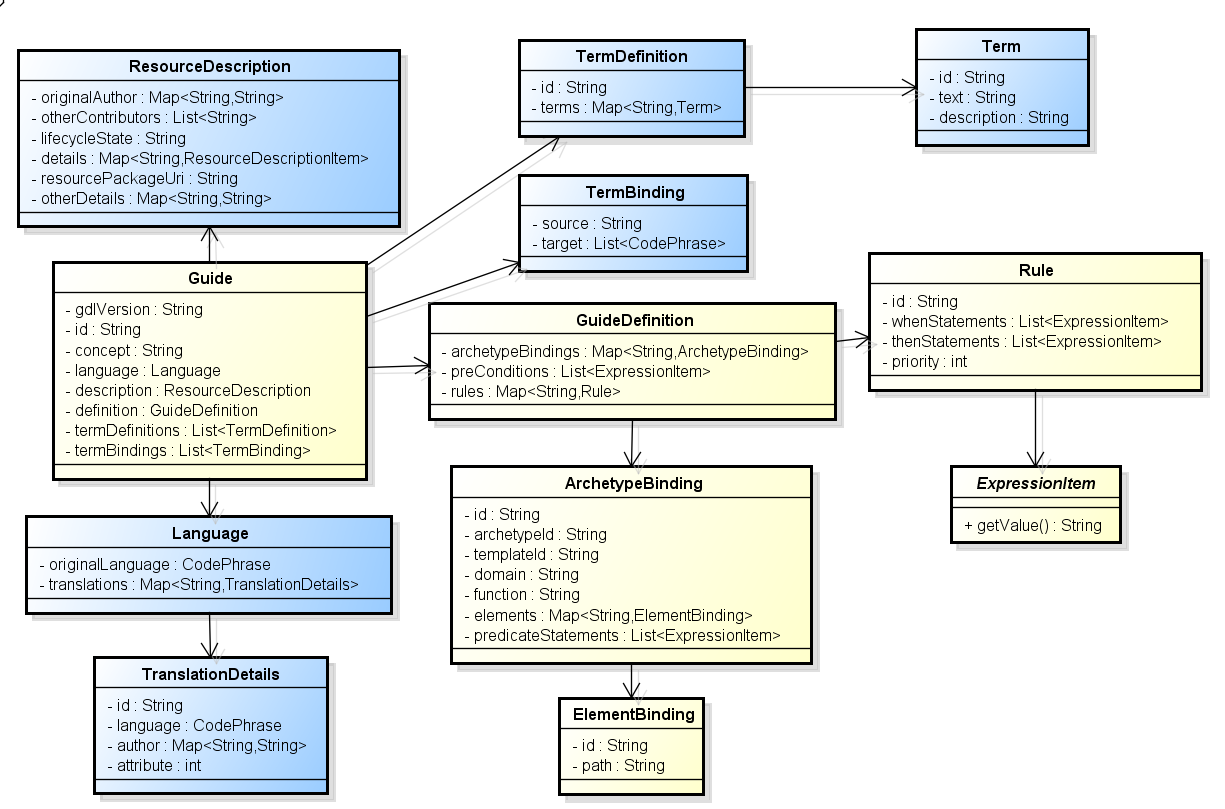 ResourceDescription
- originalAuthor : Map<String,String>
- otherContributors : List<String>
- lifecycleState : String
- details : Map<String,ResourceDescriptionItem>
- resourcePackageUri : String
- otherDetails : Map<String,String>
TermDefinition
- id : String
- terms : Map<String,Term>
Term
- id : String
- text : String
- description : String
TermBinding
- source : String
- target : List<CodePhrase>
Guide
- gdlVersion : String
- id : String
- concept : String
- language : Language
- description : ResourceDescription
- definition : GuideDefinition
- termDefinitions : List<TermDefinition>
- termBindings : List<TermBinding>
GuideDefinition
- archetypeBindings : Map<String,ArchetypeBinding>
- preConditions : List<ExpressionItem>
- rules : Map<String,Rule>
Rule
- id : String
- whenStatements : List<ExpressionItem>
- thenStatements : List<ExpressionItem>
- priority : int
ArchetypeBinding
- id : String
- archetypeId : String
- templateId : String
- domain : String
- function : String
- elements : Map<String,ElementBinding>
- predicateStatements : List<ExpressionItem>
ExpressionItem
+ getValue() : String
Language
- originalLanguage : CodePhrase
- translations : Map<String,TranslationDetails>
TranslationDetails
- id : String
- language : CodePhrase
- author : Map<String,String>
- attribute : int
ElementBinding
- id : String
- path : String